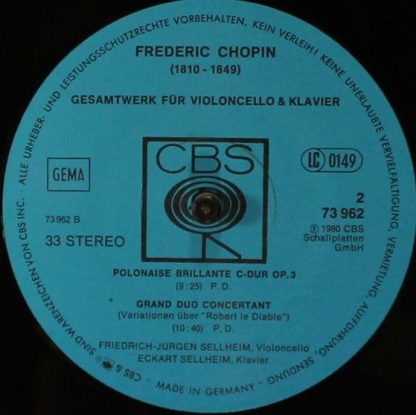 FREDERIC CHOPIN
(1810 - 1849)
GESAMTWERK FÜR VIOLONCELLO & KLAVIER
GEMA
CBS
LC 0149
73 962 B
33 STEREO
2
73 962
Ⓟ 1980 CBS
Schallplatten
GmbH
POLONAISE BRILLANTE C-DUR OP. 3
(9:25) P. D.
GRAND DUO CONCERTANT
(Variationen über "Robert le Diable")
(10:40) P. D.
FRIEDRICH-JÜRGEN SELLHEIM, Violoncello
ECKART SELLHEIM, Klavier
CBS & SIND WARENZEICHEN VON CBS INC. · ALLE URHEBER- UND LEISTUNGSSCHUTZRECHTE VORBEHALTEN. KEIN VERLEIH! KEINE UNERLAUBTE VERVIELFÄLTIGUNG, VERMIETUNG, AUFFÜHRUNG, SENDUNG.
· MADE IN GERMANY ·